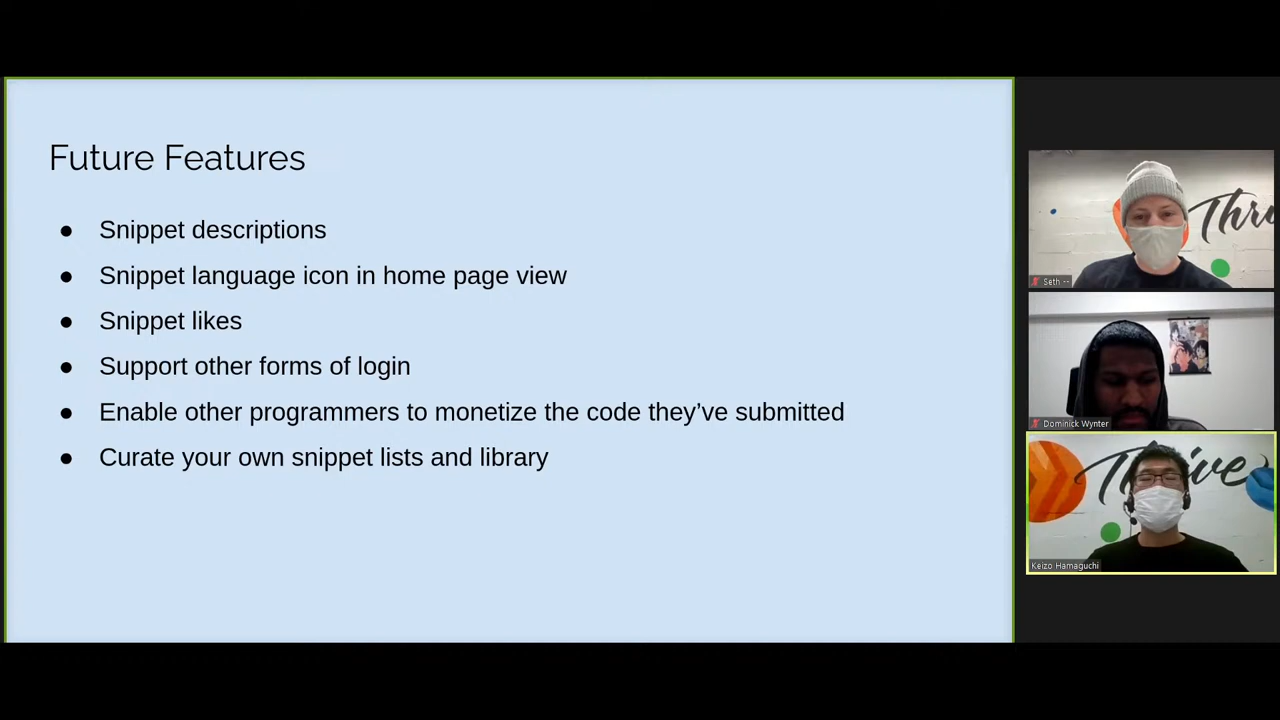 Future Features
● Snippet descriptions
● Snippet language icon in home page view
● Snippet likes
● Support other forms of login
● Enable other programmers to monetize the code they’ve submitted
● Curate your own snippet lists and library
Thri
Seth --
Dominick Wynter
Thrive
Keizo Hamaguchi